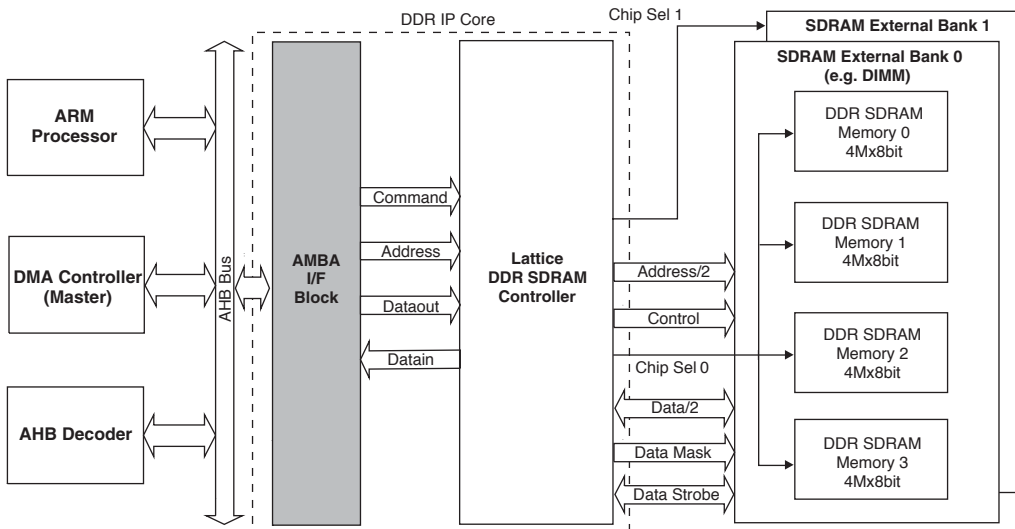 DDR IP Core
Chip Sel 1
SDRAM External Bank 1
SDRAM External Bank 0
(e.g. DIMM)
ARM
Processor
DMA Controller
(Master)
AHB Decoder
AHB Bus
AMBA
I/F
Block
Command
Address
Dataout
Datain
Lattice
DDR SDRAM
Controller
Address/2
Control
Chip Sel 0
Data/2
Data Mask
Data Strobe
DDR SDRAM
Memory 0
4Mx8bit
DDR SDRAM
Memory 1
4Mx8bit
DDR SDRAM
Memory 2
4Mx8bit
DDR SDRAM
Memory 3
4Mx8bit